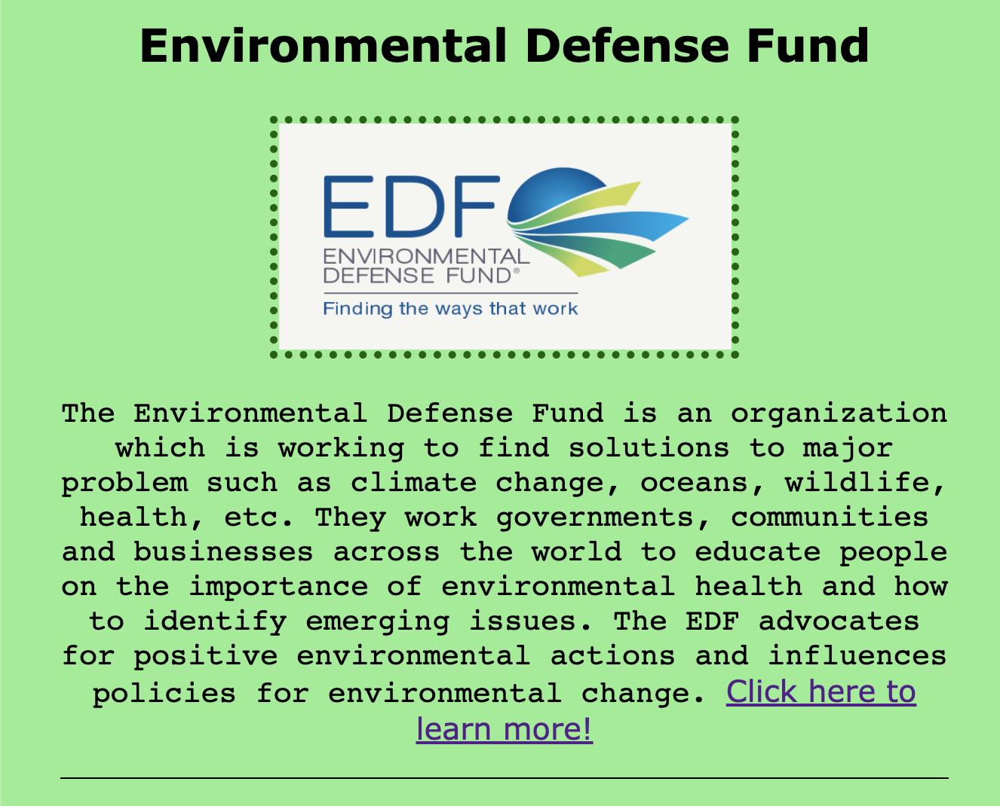 Environmental Defense Fund
EDF
ENVIRONMENTAL
DEFENSE FUND®
Finding the ways that work
The Environmental Defense Fund is an organization
which is working to find solutions to major
problem such as climate change, oceans, wildlife,
health, etc. They work governments, communities
and businesses across the world to educate people
on the importance of environmental health and how
to identify emerging issues. The EDF advocates
for positive environmental actions and influences
policies for environmental change. Click here to
learn more!